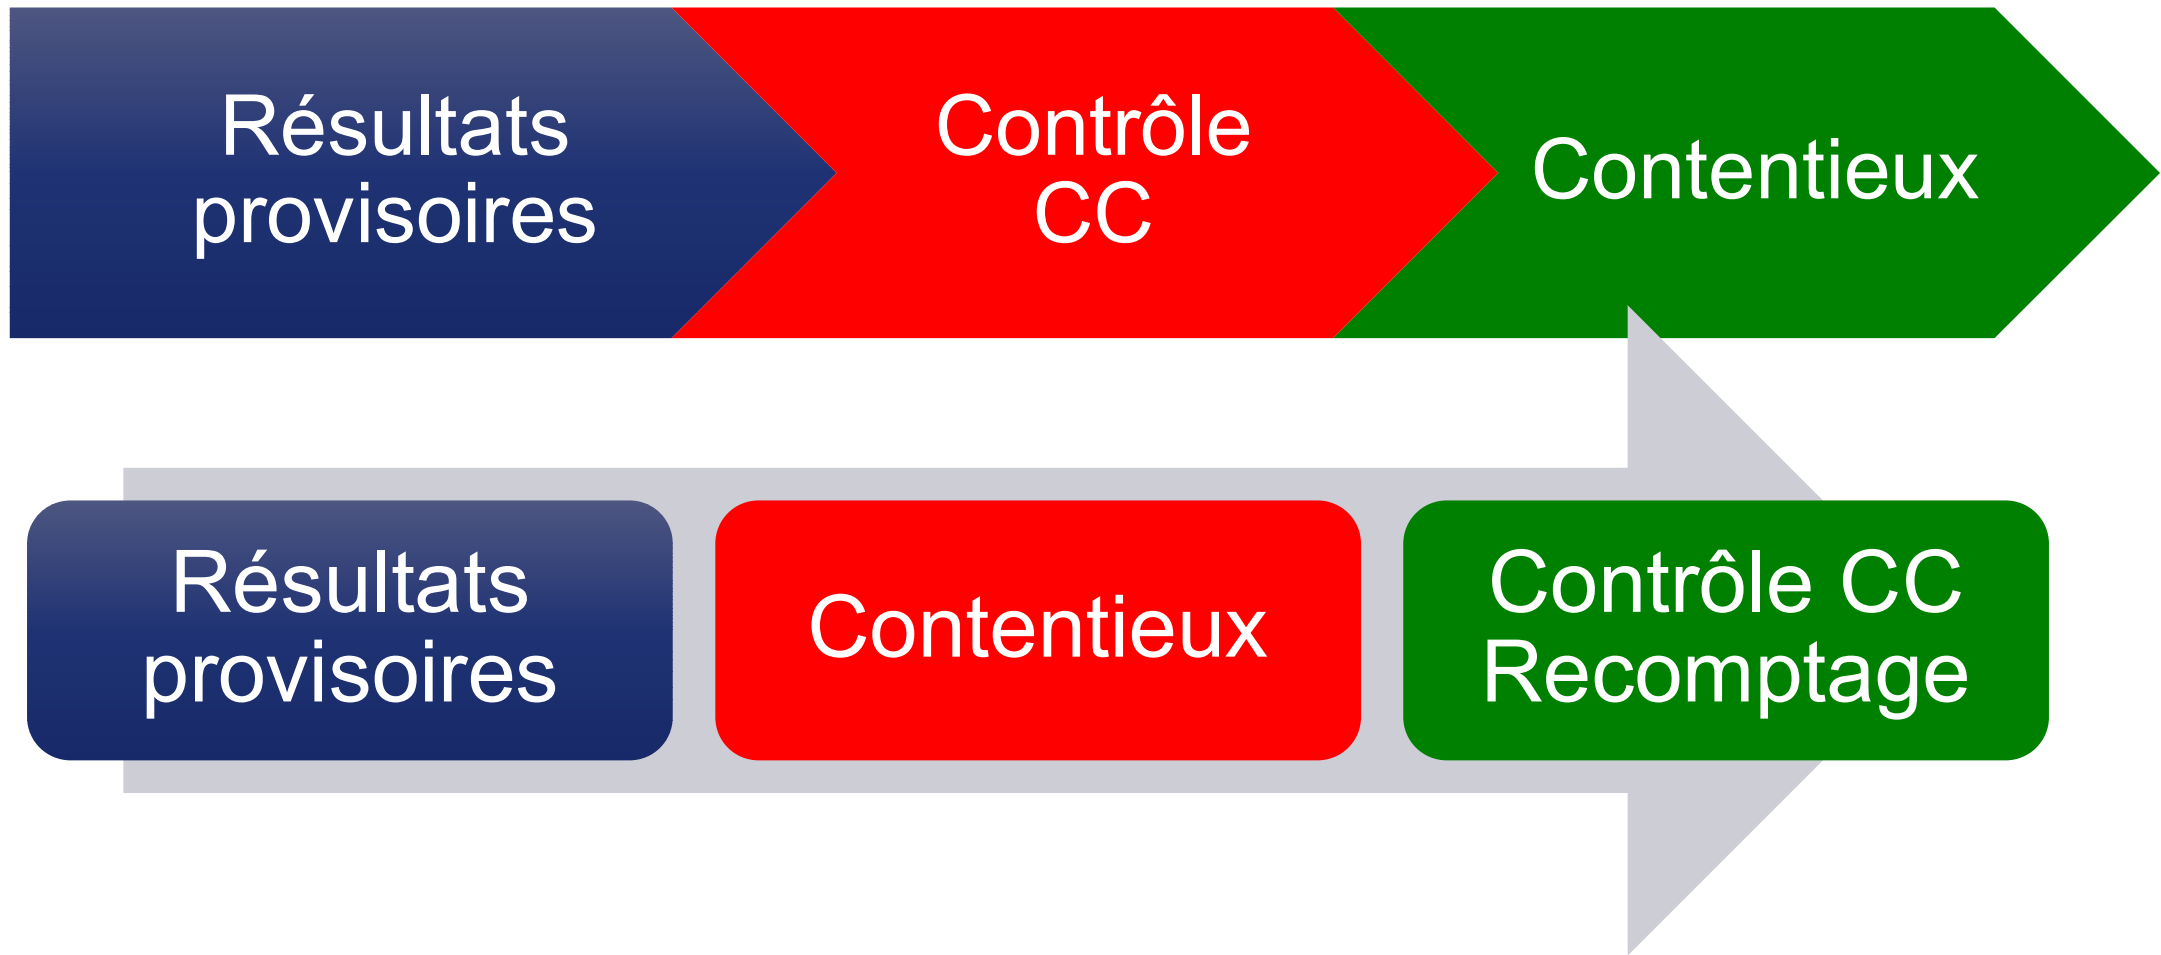 Résultats
provisoires
Contrôle
CC
Contentieux
Résultats
provisoires
Contentieux
Contrôle CC
Recomptage